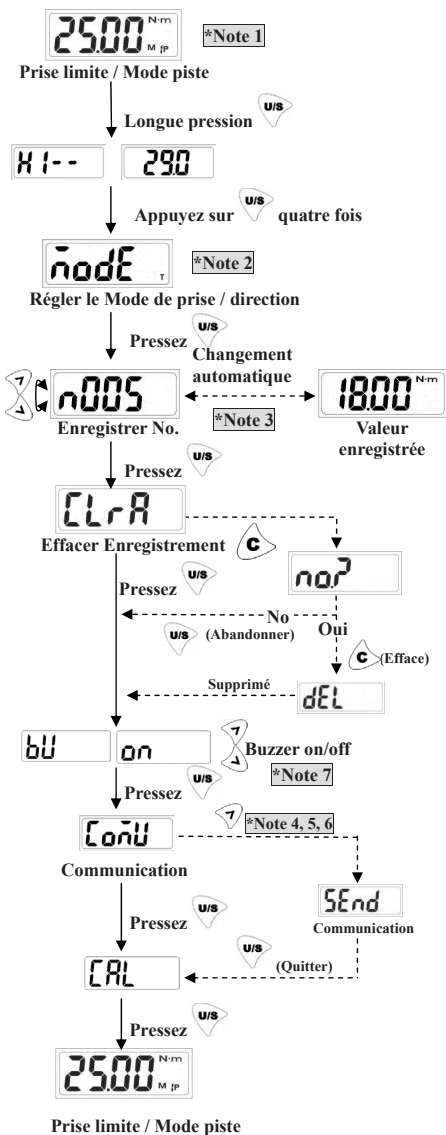 25.00 N·m M fP *Note 1
Prise limite / Mode piste
Longue pression U/S
HI-- 29.0
Appuyez sur U/S quatre fois
modE T *Note 2
Régler le Mode de prise / direction
Pressez U/S
Changement
automatique
n005 18.00 N·m
Enregistrer No. *Note 3 Valeur
enregistrée
Pressez U/S
CLrA
Effacer Enregistrement C
no.?
Pressez U/S
No Oui
U/S (Abandonner)
C (Efface)
Supprimé dEL
bU on Buzzer on/off
*Note 7
Pressez U/S
ComU *Note 4, 5, 6
Communication
SEnd
Communication
Pressez U/S
U/S (Quitter)
CAL
Pressez U/S
25.00 N·m M fP
Prise limite / Mode piste